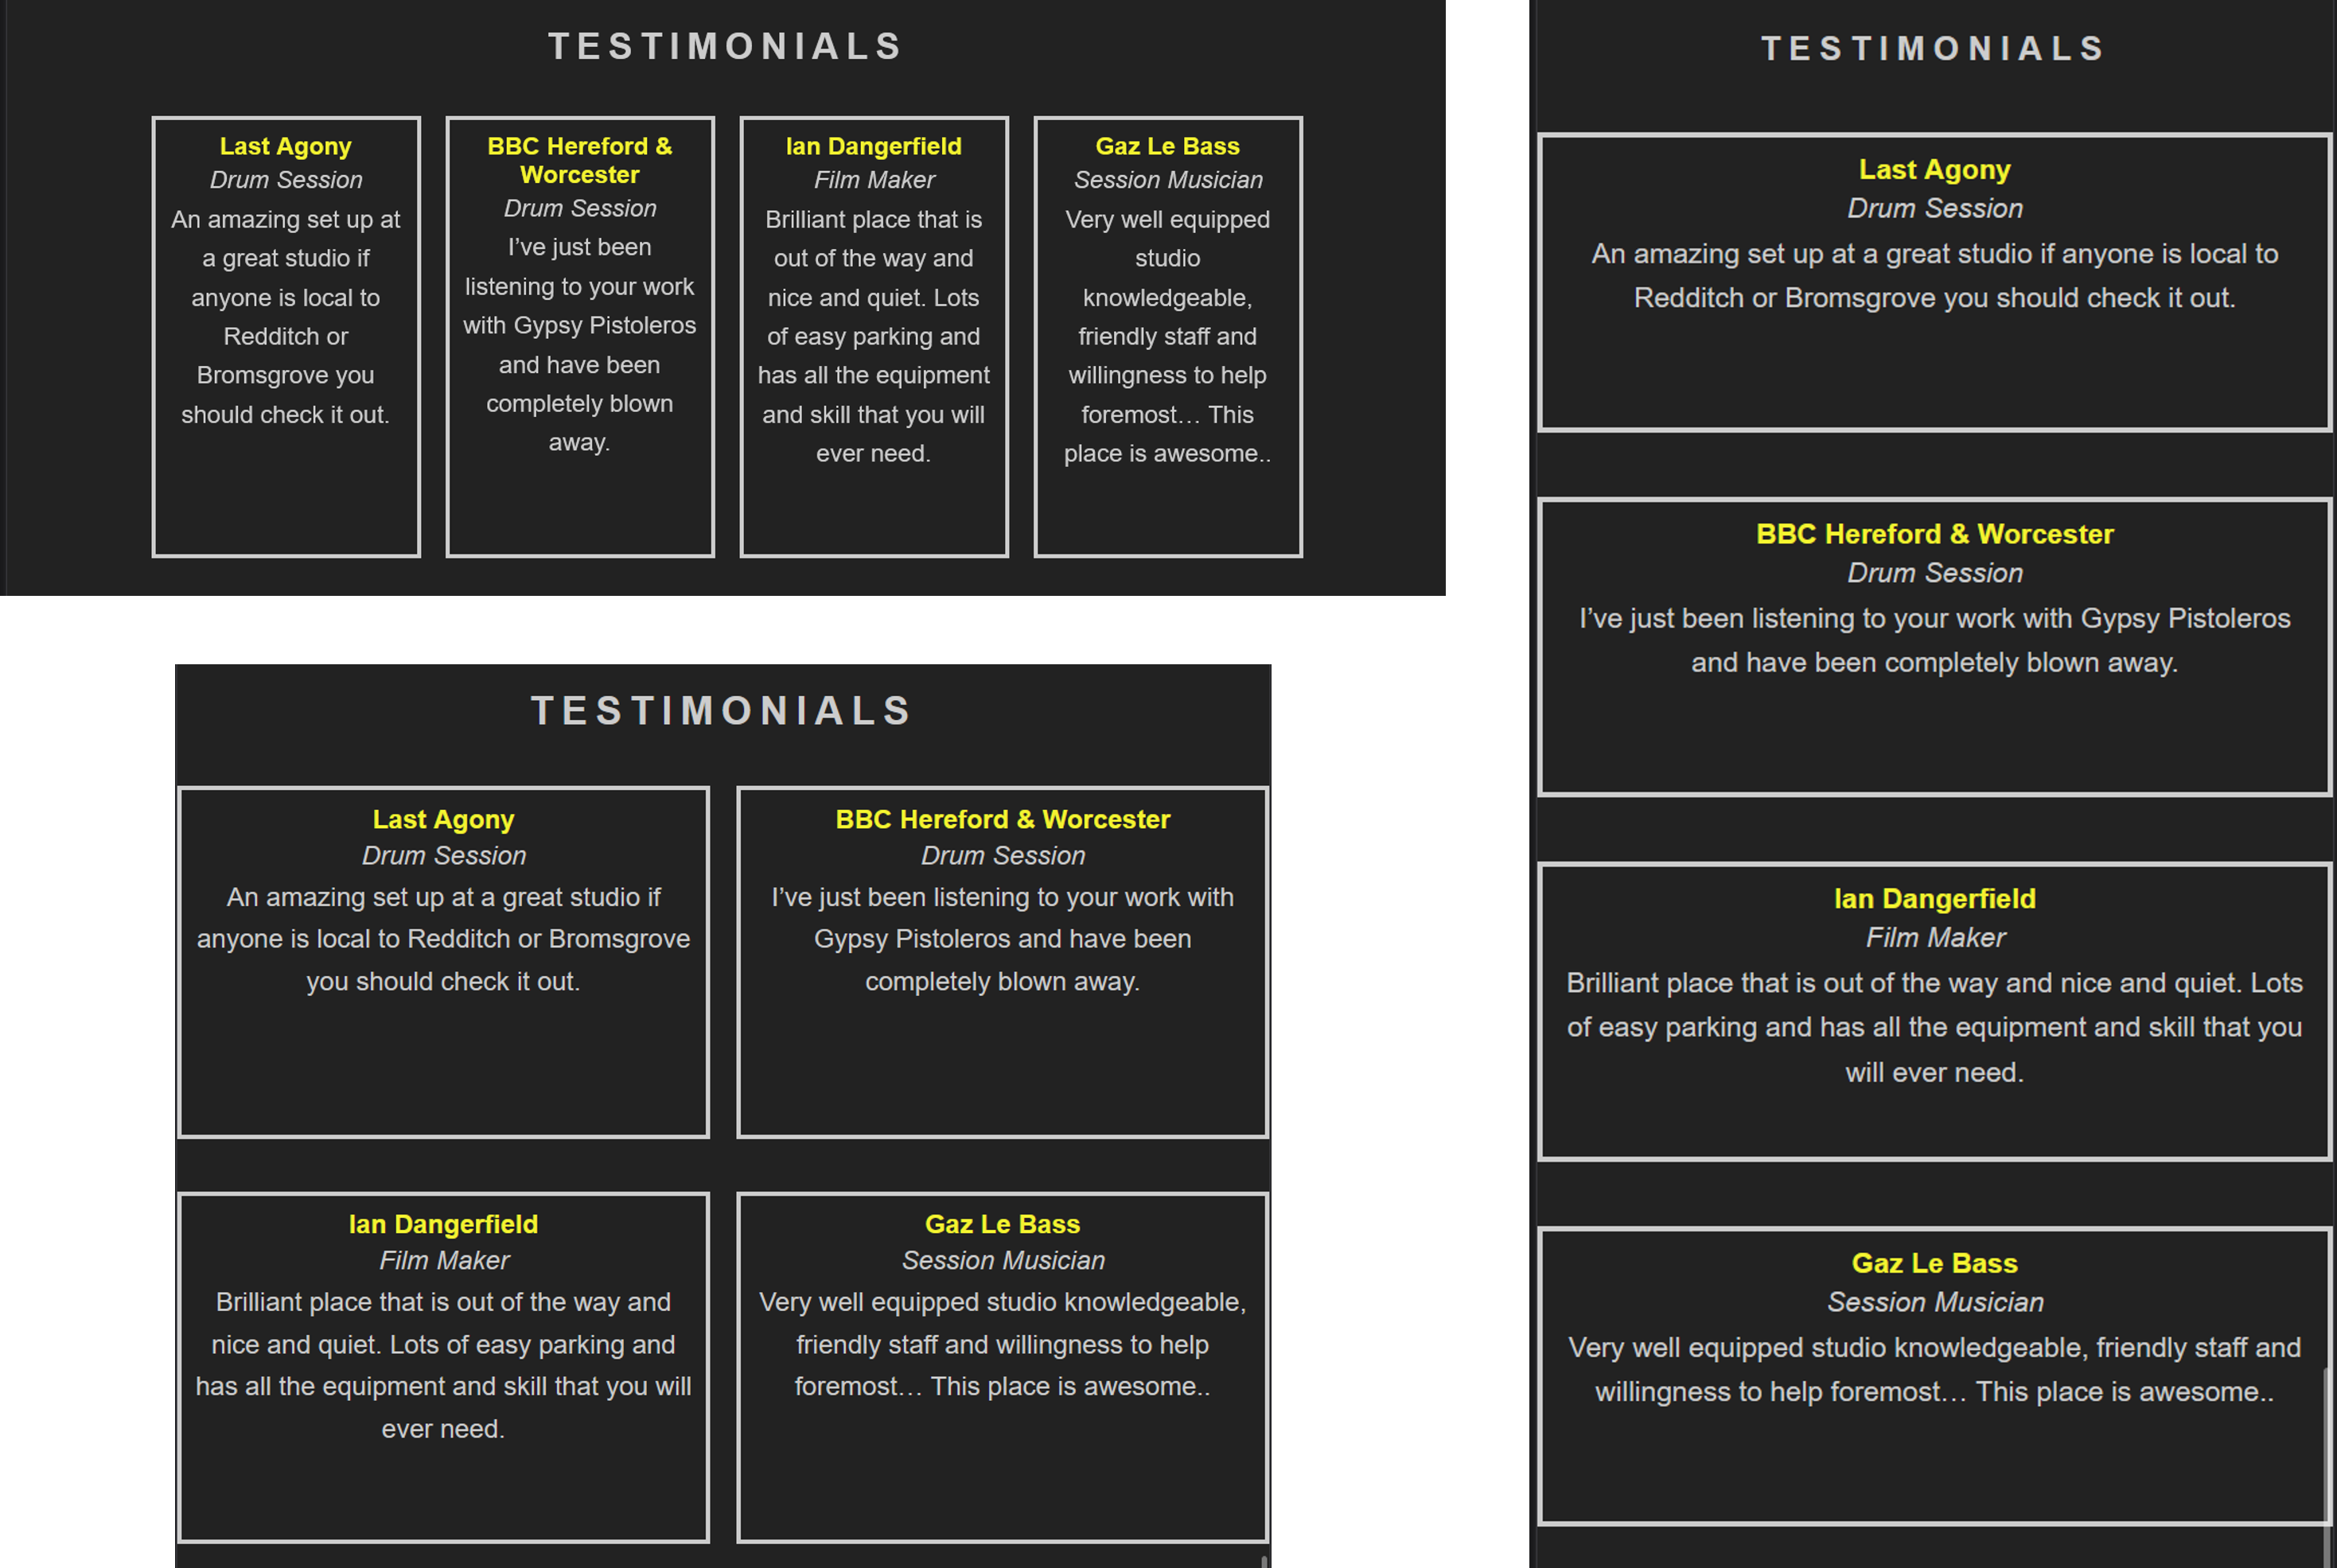 TESTIMONIALS
Last Agony
Drum Session
An amazing set up at
a great studio if
anyone is local to
Redditch or
Bromsgrove you
should check it out.
BBC Hereford &
Worcester
Drum Session
I’ve just been
listening to your work
with Gypsy Pistoleros
and have been
completely blown
away.
Ian Dangerfield
Film Maker
Brilliant place that is
out of the way and
nice and quiet. Lots
of easy parking and
has all the equipment
and skill that you will
ever need.
Gaz Le Bass
Session Musician
Very well equipped
studio
knowledgeable,
friendly staff and
willingness to help
foremost… This
place is awesome..
TESTIMONIALS
Last Agony
Drum Session
An amazing set up at a great studio if
anyone is local to Redditch or Bromsgrove
you should check it out.
BBC Hereford & Worcester
Drum Session
I’ve just been listening to your work with
Gypsy Pistoleros and have been
completely blown away.
Ian Dangerfield
Film Maker
Brilliant place that is out of the way and
nice and quiet. Lots of easy parking and
has all the equipment and skill that you will
ever need.
Gaz Le Bass
Session Musician
Very well equipped studio knowledgeable,
friendly staff and willingness to help
foremost… This place is awesome..
TESTIMONIALS
Last Agony
Drum Session
An amazing set up at a great studio if anyone is local to
Redditch or Bromsgrove you should check it out.
BBC Hereford & Worcester
Drum Session
I’ve just been listening to your work with Gypsy Pistoleros
and have been completely blown away.
Ian Dangerfield
Film Maker
Brilliant place that is out of the way and nice and quiet. Lots
of easy parking and has all the equipment and skill that you
will ever need.
Gaz Le Bass
Session Musician
Very well equipped studio knowledgeable, friendly staff and
willingness to help foremost… This place is awesome..